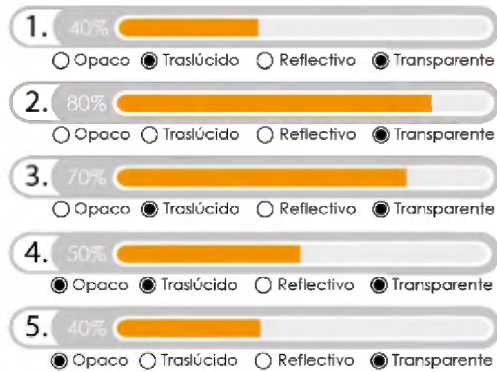 1. 40%
Opaco Traslúcido Reflectivo Transparente
2. 80%
Opaco Traslúcido Reflectivo Transparente
3. 70%
Opaco Traslúcido Reflectivo Transparente
4. 50%
Opaco Traslúcido Reflectivo Transparente
5. 40%
Opaco Traslúcido Reflectivo Transparente